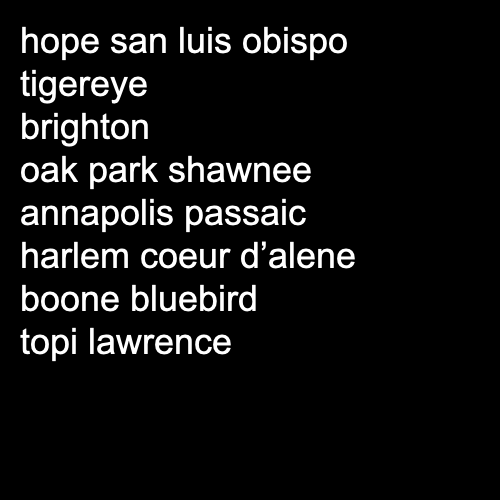 hope san luis obispo
tigereye
brighton
oak park shawnee
annapolis passaic
harlem coeur d’alene
boone bluebird
topi lawrence